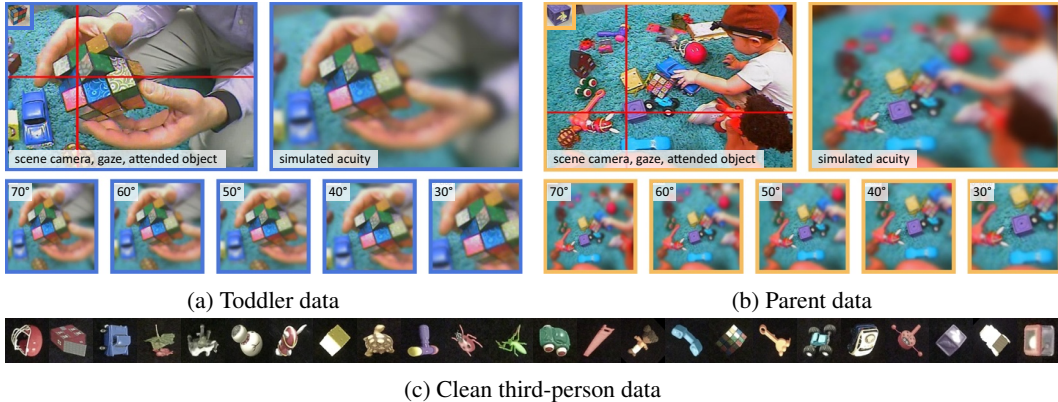 scene camera, gaze, attended object
simulated acuity
scene camera, gaze, attended object
simulated acuity
70°
60°
50°
40°
30°
70°
60°
50°
40°
30°
(a) Toddler data
(b) Parent data
(c) Clean third-person data